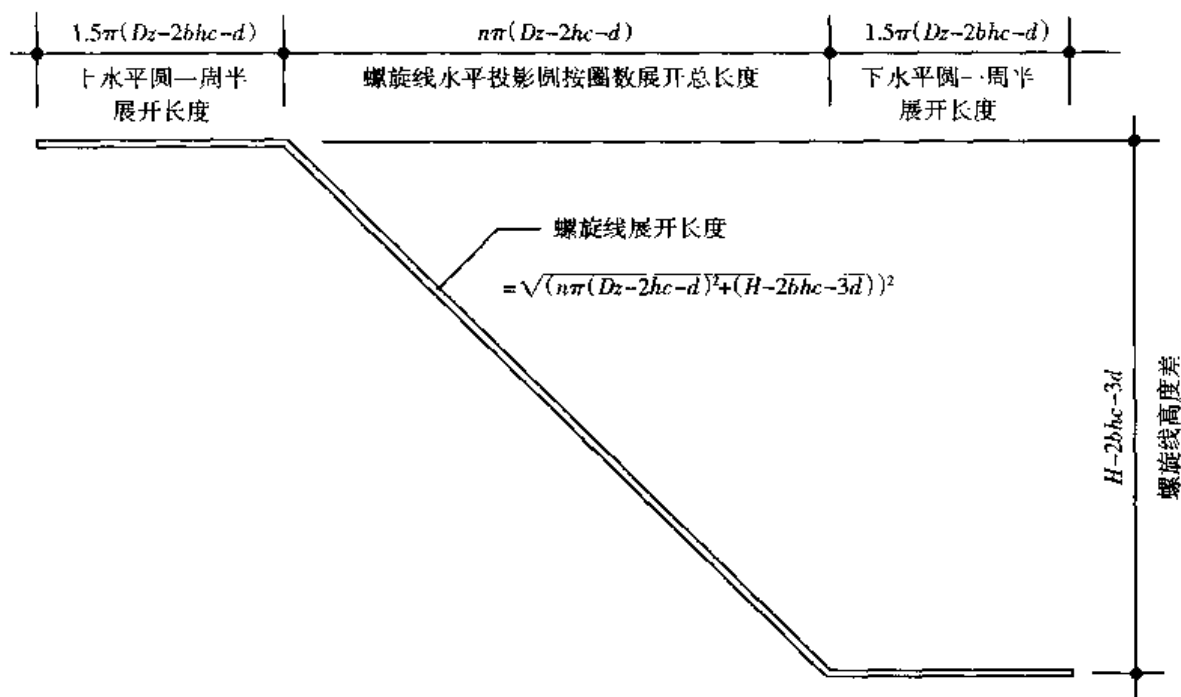 1.5π(Dz-2bhc-d)
nπ(Dz-2hc-d)
1.5π(Dz-2bhc-d)
上水平圆一周半
展开长度
螺旋线水平投影圆按圈数展开总长度
下水平圆一周半
展开长度
螺旋线展开长度
=√(nπ(Dz-2hc-d)²+(H-2bhc-3d))²
H-2bhc-3d
螺旋线高度差